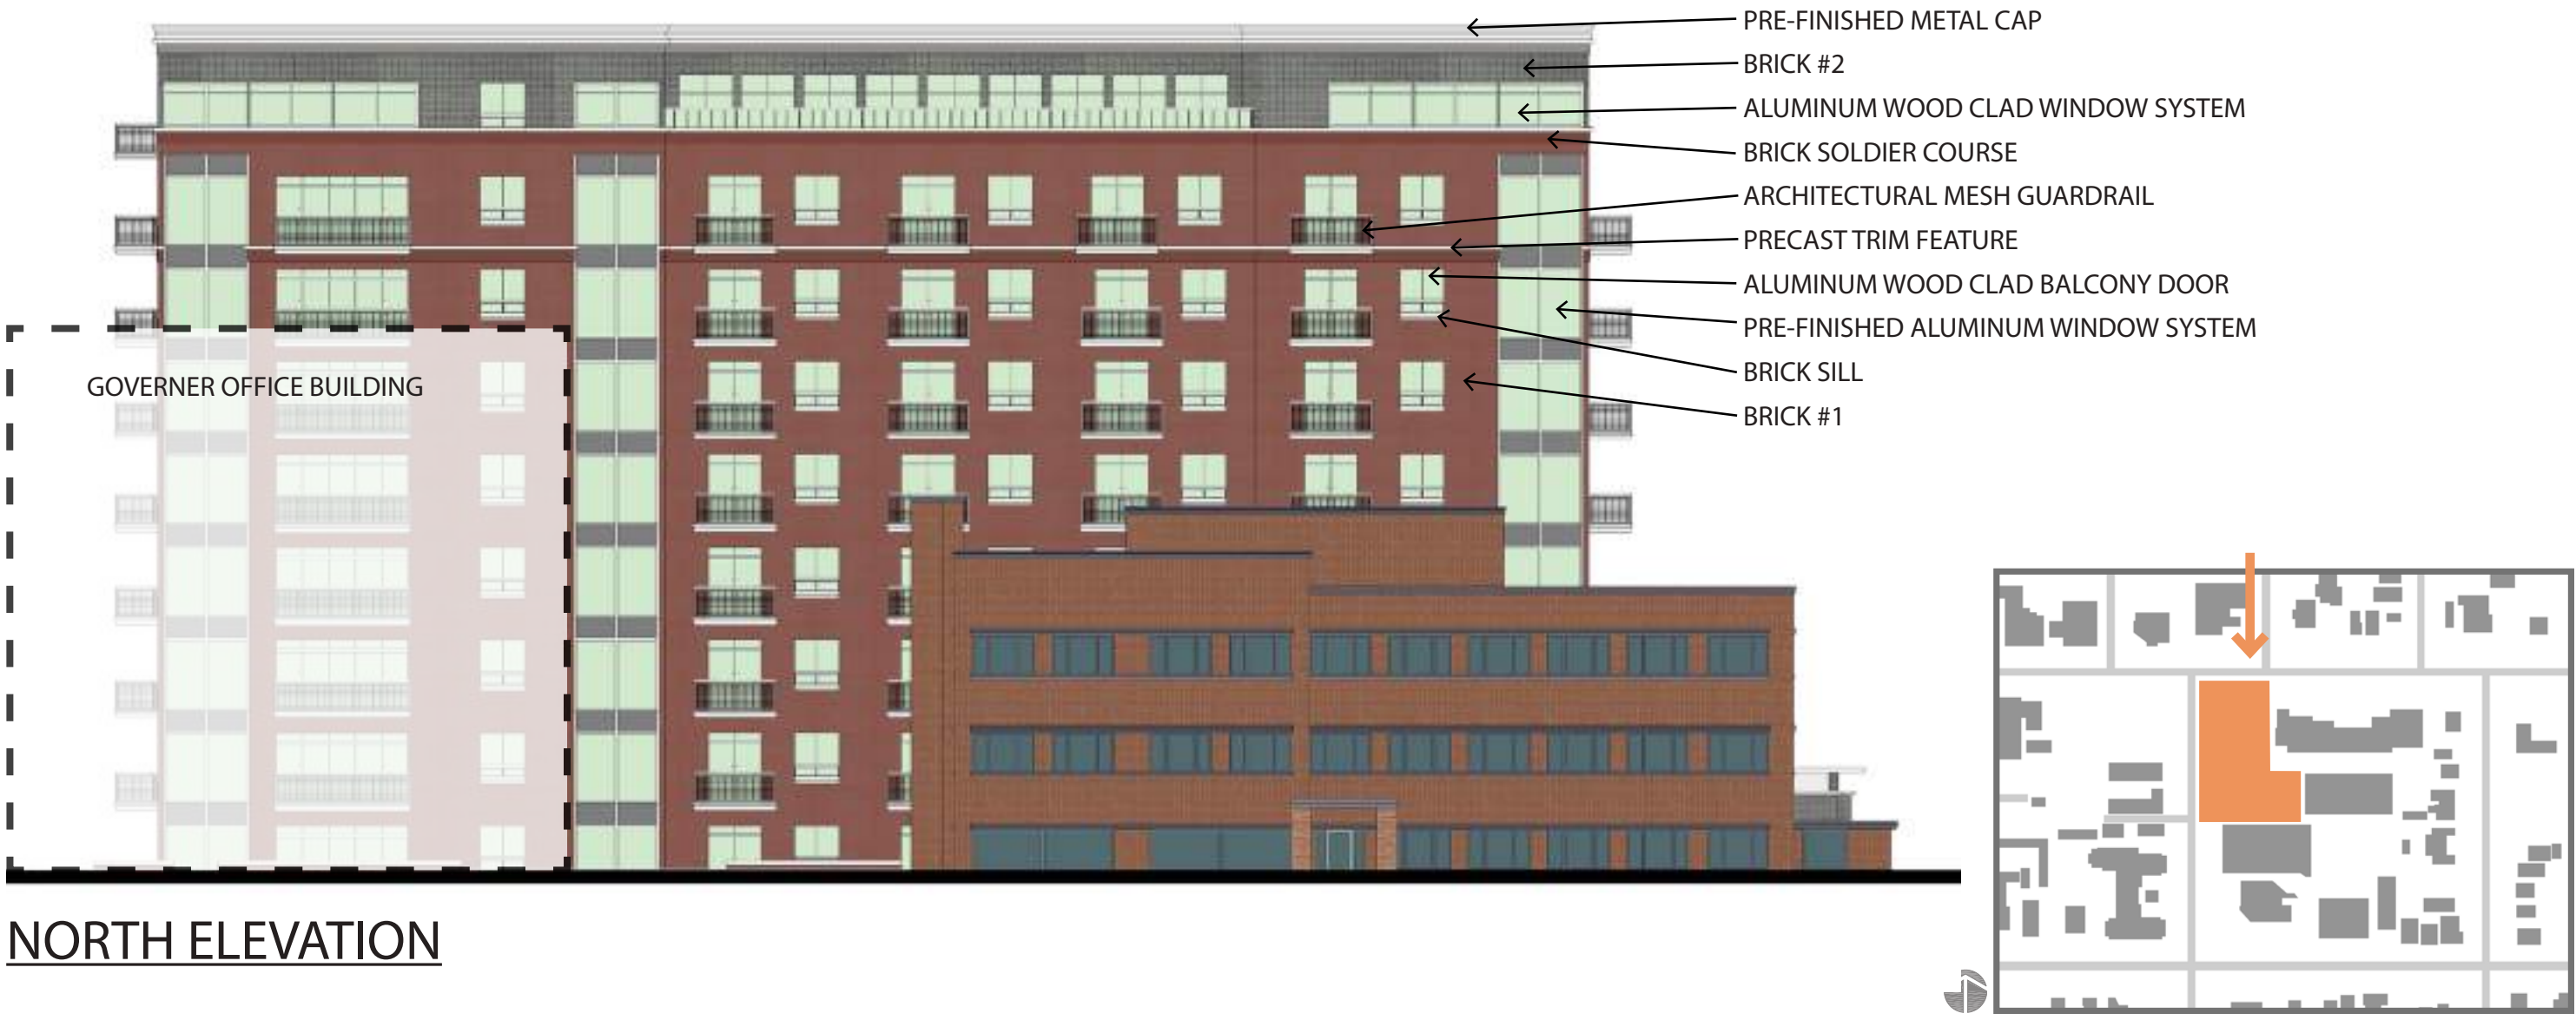 PRE-FINISHED METAL CAP
BRICK #2
ALUMINUM WOOD CLAD WINDOW SYSTEM
BRICK SOLDIER COURSE
ARCHITECTURAL MESH GUARDRAIL
PRECAST TRIM FEATURE
ALUMINUM WOOD CLAD BALCONY DOOR
PRE-FINISHED ALUMINUM WINDOW SYSTEM
BRICK SILL
BRICK #1
GOVERNER OFFICE BUILDING
NORTH ELEVATION